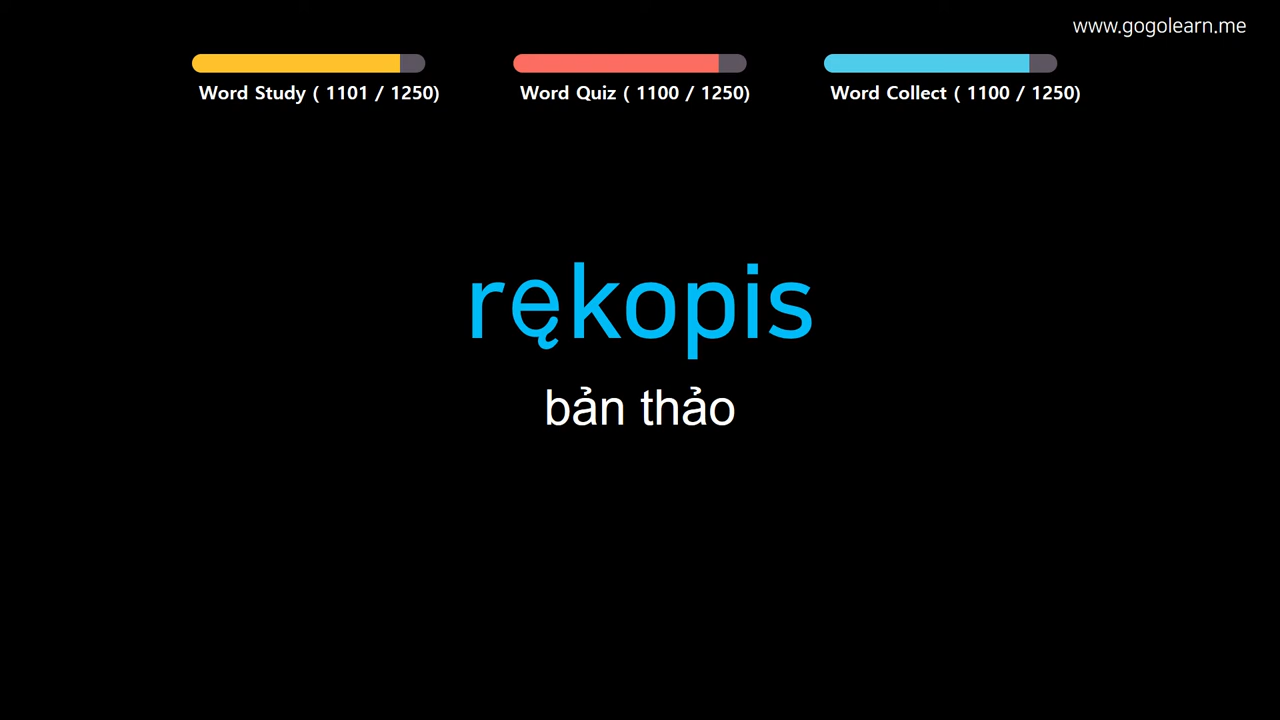 www.gogolearn.me
Word Study ( 1101 / 1250)
Word Quiz ( 1100 / 1250)
Word Collect ( 1100 / 1250)
rękopis
bản thảo